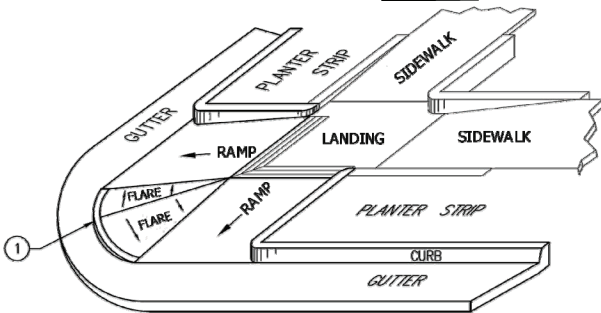 SIDEWALK
PLANTER
STRIP
GUTTER
RAMP
LANDING
SIDEWALK
FLARE
FLARE
RAMP
PLANTER STRIP
1
CURB
GUTTER